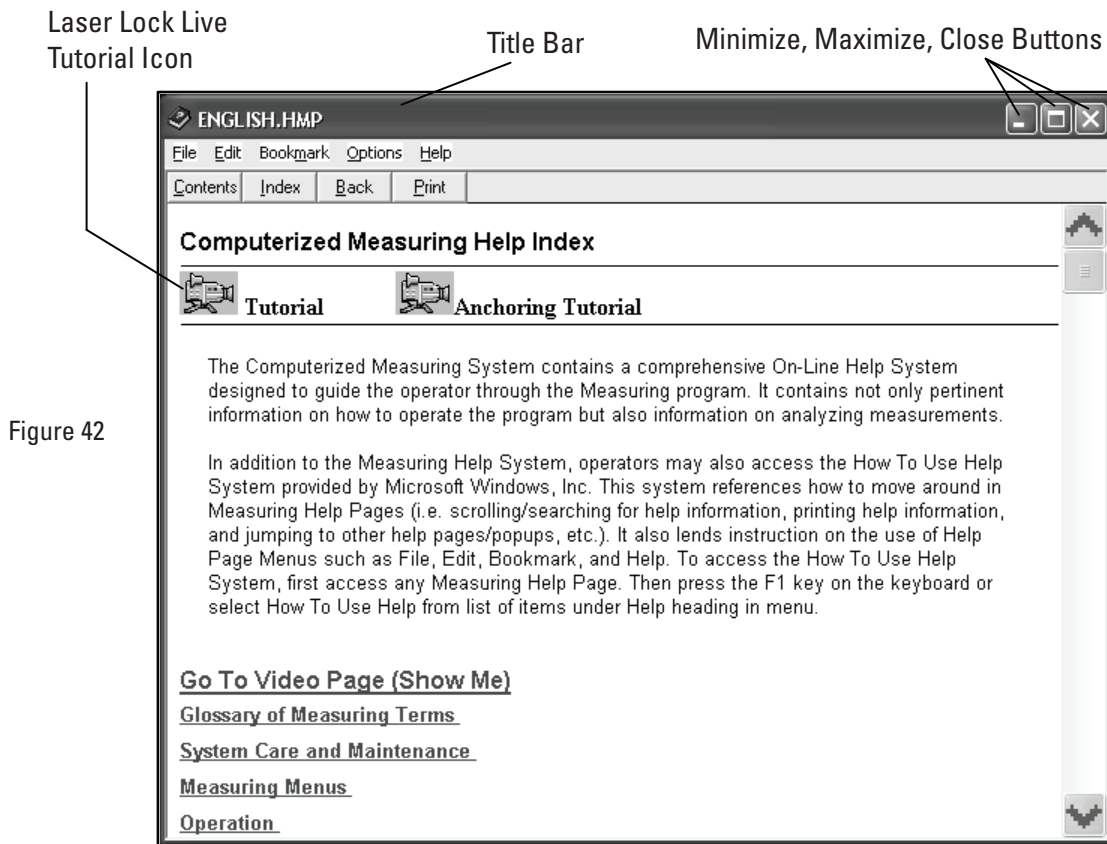 Laser Lock Live
Tutorial Icon
Title Bar
Minimize, Maximize, Close Buttons
ENGLISH.HMP
File Edit Bookmark Options Help
Contents Index Back Print
Computerized Measuring Help Index
Tutorial Anchoring Tutorial
The Computerized Measuring System contains a comprehensive On-Line Help System
designed to guide the operator through the Measuring program. It contains not only pertinent
information on how to operate the program but also information on analyzing measurements.
Figure 42
In addition to the Measuring Help System, operators may also access the How To Use Help
System provided by Microsoft Windows, Inc. This system references how to move around in
Measuring Help Pages (i.e. scrolling/searching for help information, printing help information,
and jumping to other help pages/popups, etc.). It also lends instruction on the use of Help
Page Menus such as File, Edit, Bookmark, and Help. To access the How To Use Help
System, first access any Measuring Help Page. Then press the F1 key on the keyboard or
select How To Use Help from list of items under Help heading in menu.
Go To Video Page (Show Me)
Glossary of Measuring Terms
System Care and Maintenance
Measuring Menus
Operation